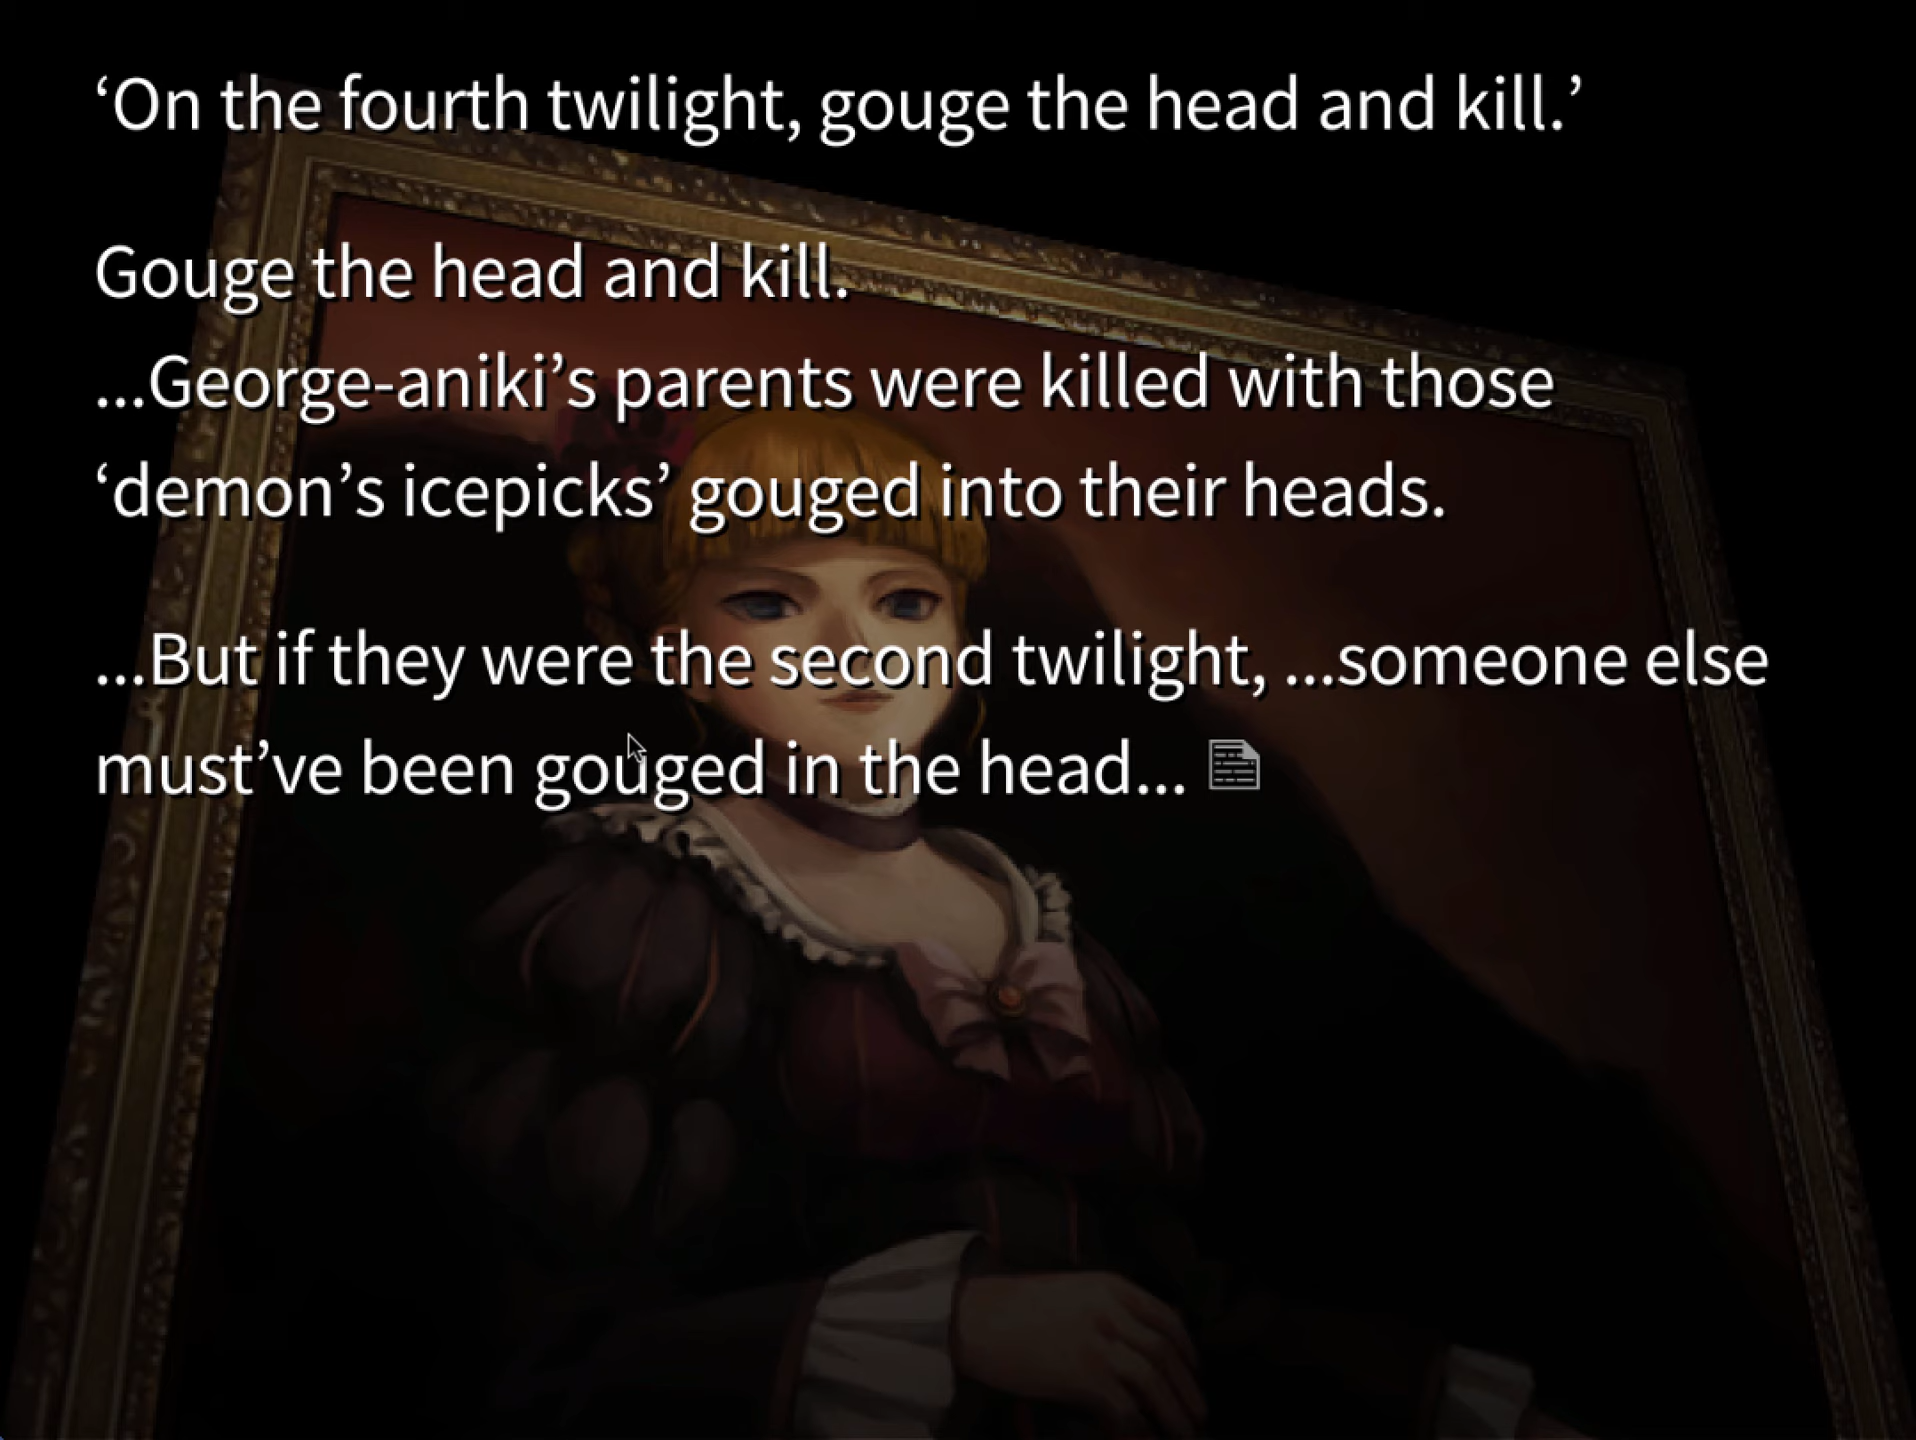 ‘On the fourth twilight, gouge the head and kill.’
Gouge the head and kill.
...George-aniki’s parents were killed with those
‘demon’s icepicks’ gouged into their heads.
...But if they were the second twilight, ...someone else
must’ve been gouged in the head...